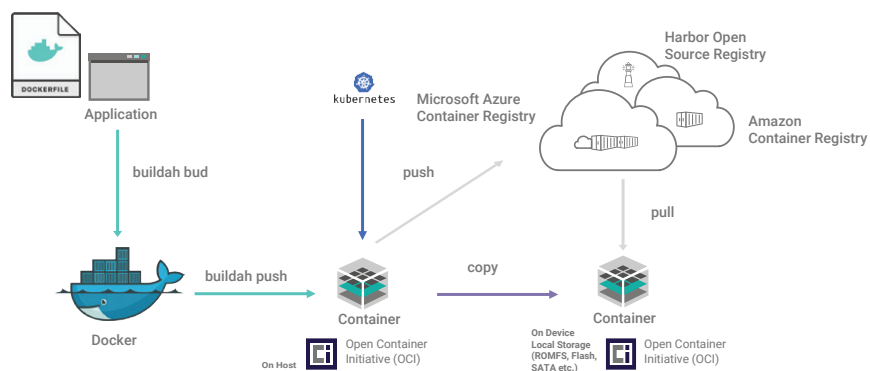 DOCKERFILE
Application
buildah bud
Docker
buildah push
kubernetes
Microsoft Azure
Container Registry
push
Harbor Open
Source Registry
Amazon
Container Registry
pull
copy
Container
On Host
Open Container
Initiative (OCI)
Container
On Device
Local Storage
(ROMFS, Flash,
SATA etc.)
Open Container
Initiative (OCI)